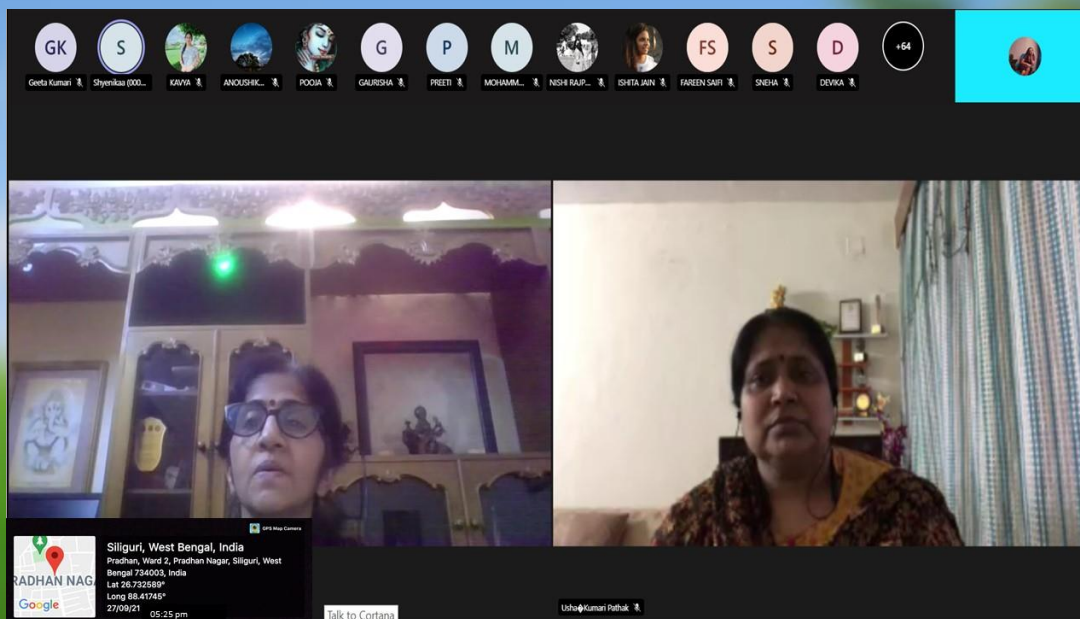 GK
S
G
P
M
FS
S
D
+64
Geeta Kumari
Shyenikaa (000...
KAVYA
ANOUSHIK...
POOJA
GAURISHA
PREETI
MOHAMM...
NISHI RAJP...
ISHITA JAIN
FAREEN SAIFI
SNEHA
DEVIKA
GPS Map Camera
RADHAN NAGA
Google
Siliguri, West Bengal, India
Pradhan, Ward 2, Pradhan Nagar, Siliguri, West
Bengal 734003, India
Lat 26.732589°
Long 88.41745°
27/09/21
05:25 pm
Talk to Cortana
Usha�Kumari Pathak